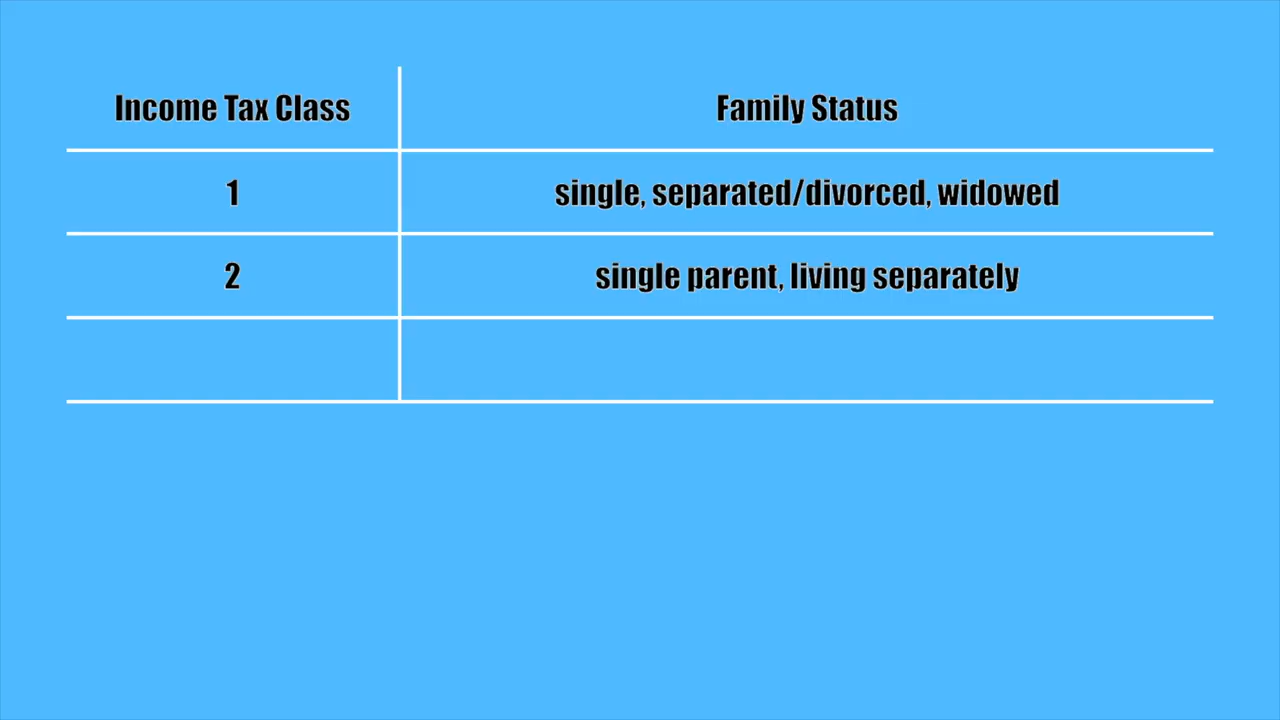 Income Tax Class Family Status
1 single, separated/divorced, widowed
2 single parent, living separately